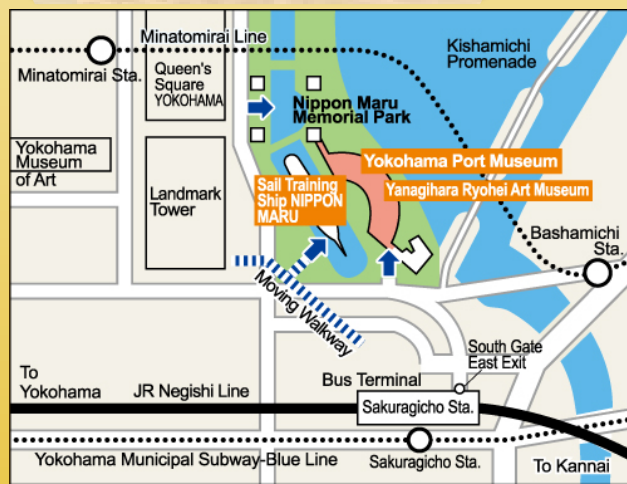 Minatomirai Line
Minatomirai Sta.
Queen's
Square
YOKOHAMA
Kishamichi
Promenade
Nippon Maru
Memorial Park
Yokohama
Museum
of Art
Landmark
Tower
Sail Training
Ship NIPPON
MARU
Yokohama Port Museum
Yanagihara Ryohei Art Museum
Bashamichi
Sta.
Moving Walkway
South Gate
East Exit
To
Yokohama
JR Negishi Line
Bus Terminal
Sakuragicho Sta.
Yokohama Municipal Subway-Blue Line
Sakuragicho Sta.
To Kannai